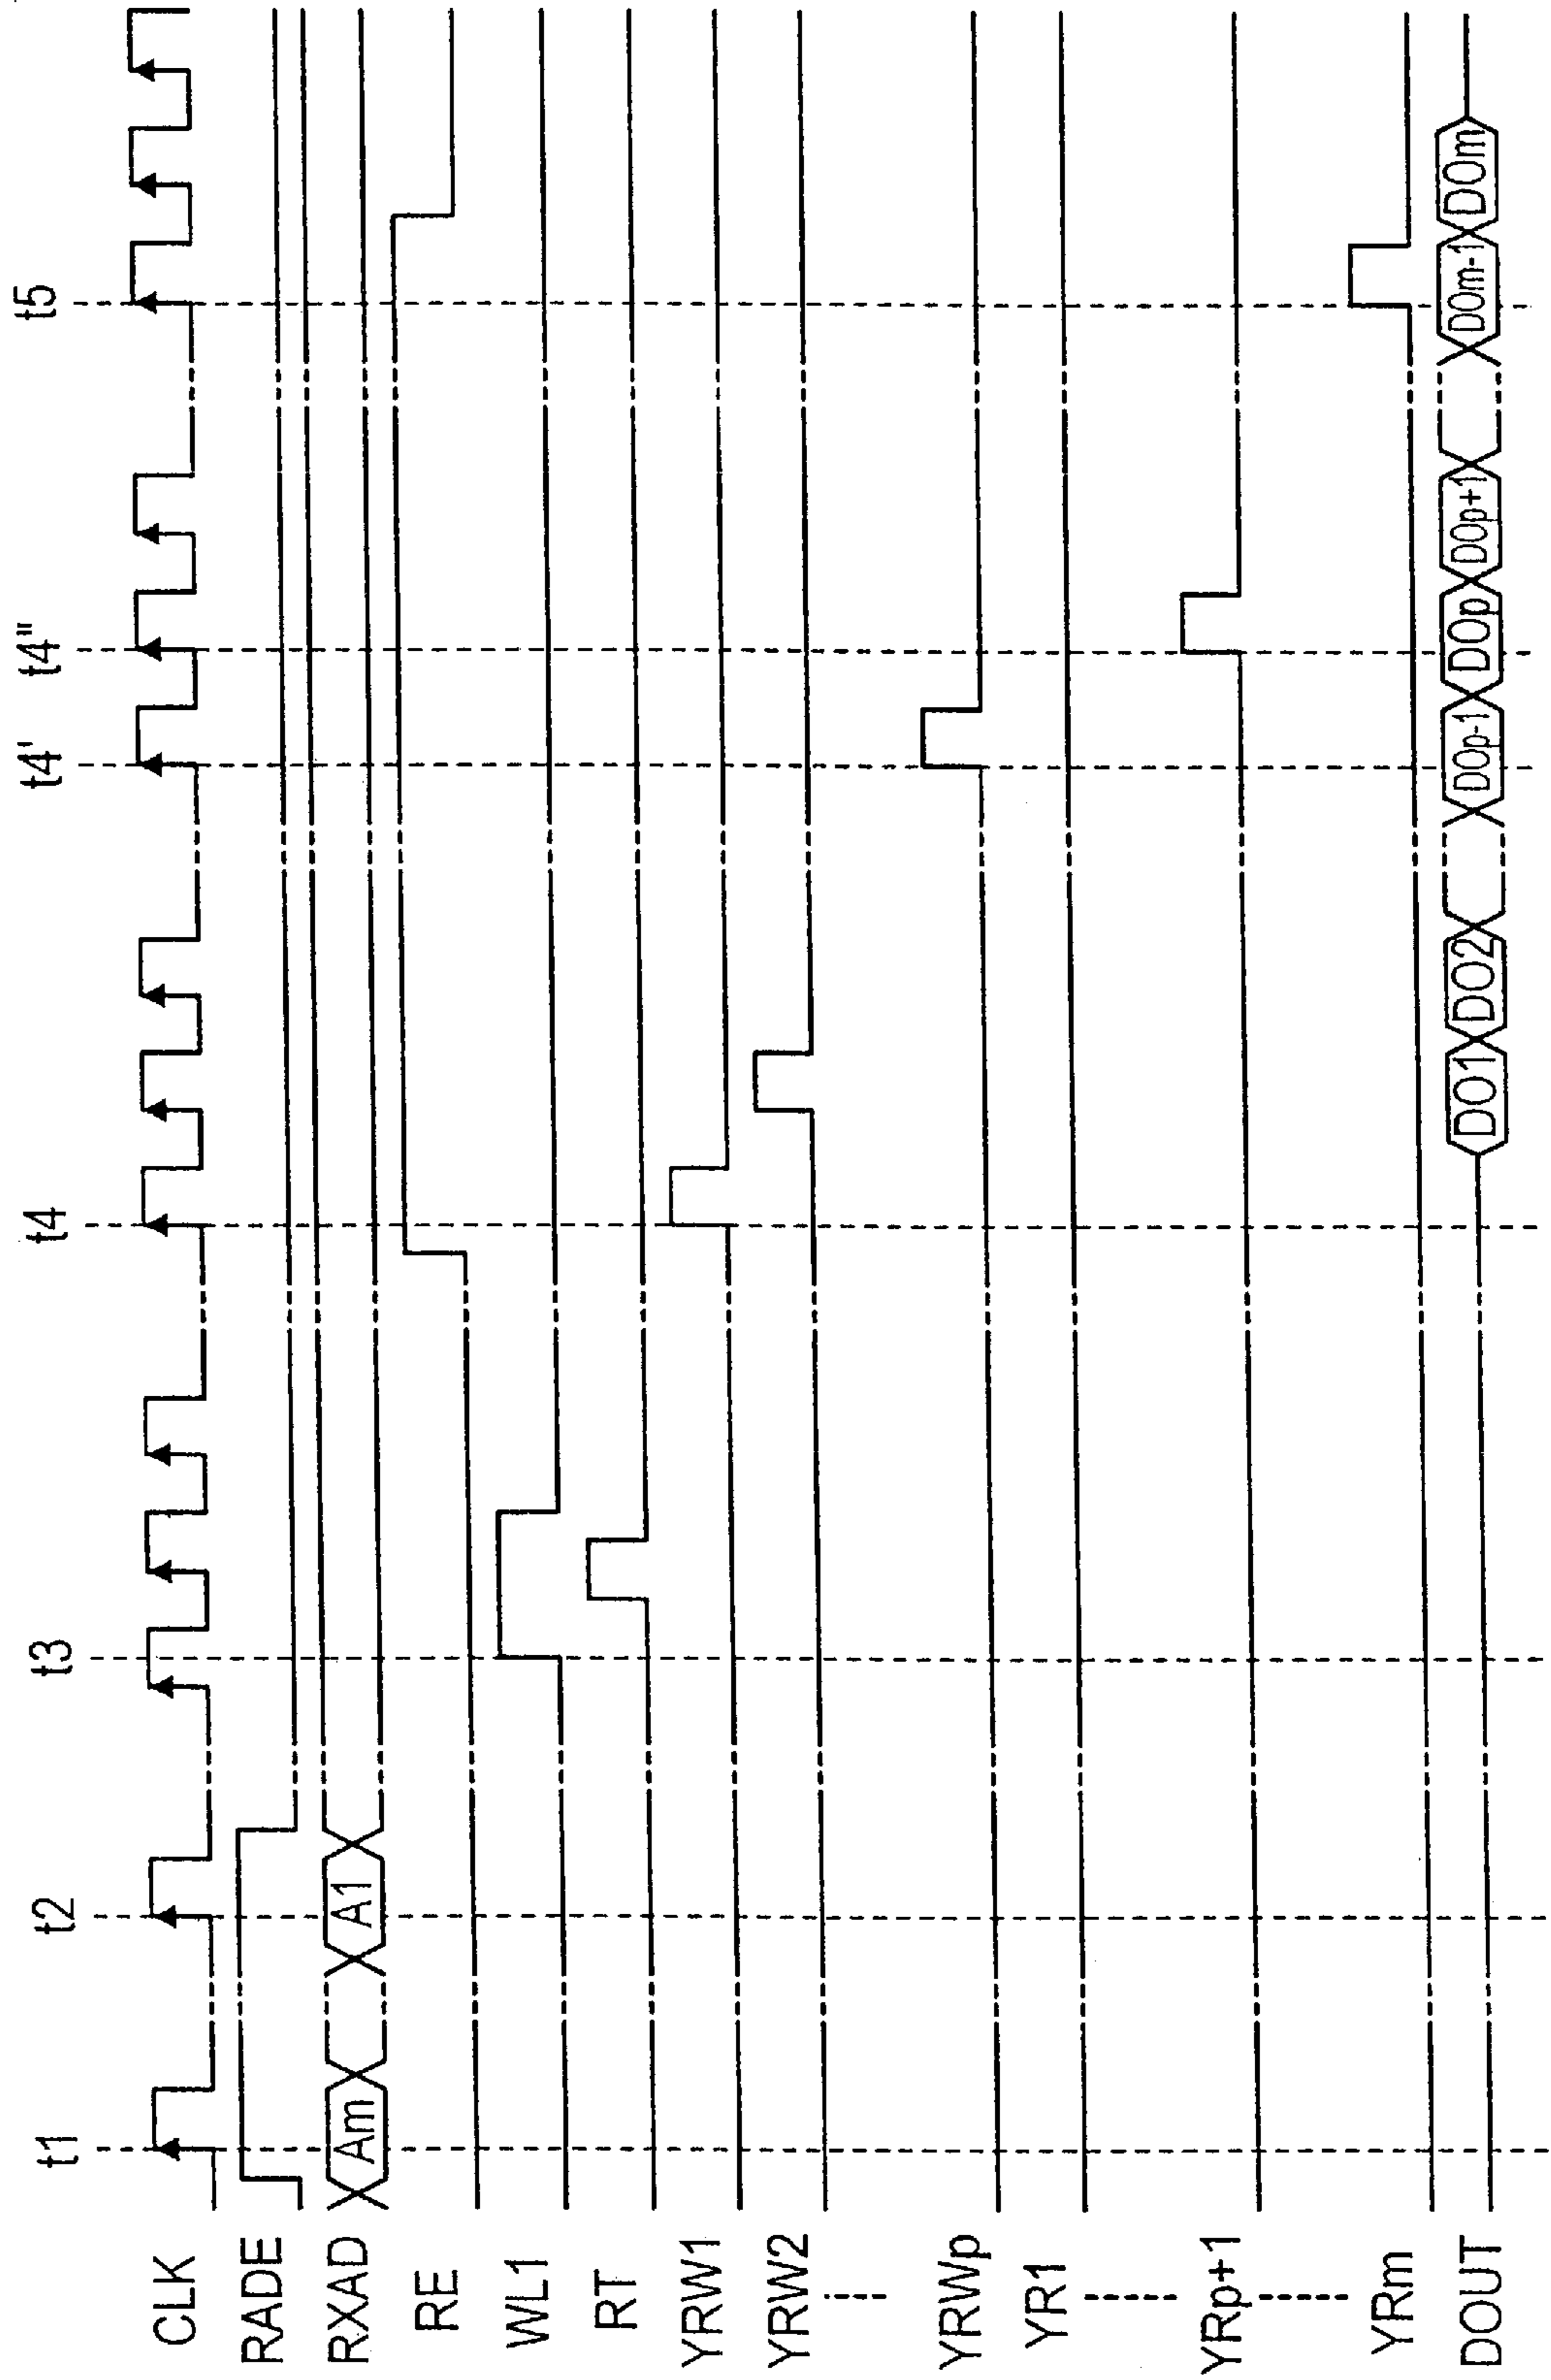 t1 t2 t3 t4 t4' t4" t5
CLK
RADE
RXAD Am A1
RE
WL1
RT
YRW1
YRW2
YRWp
YR1
YRp+1
YRm
DOUT DO1 DO2 DOp-1 DOp DOp+1 DOm-1 DOm